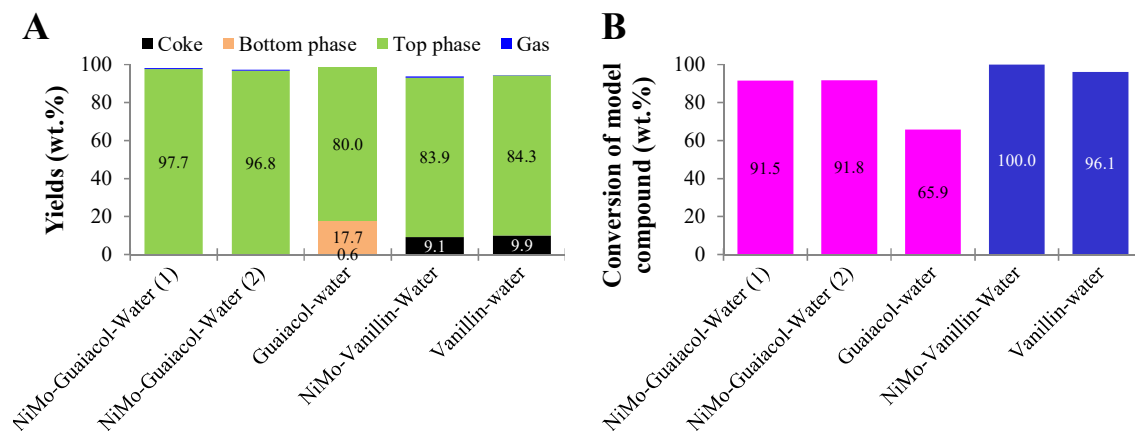 A
Coke Bottom phase Top phase Gas
Yields (wt.%)
100
80
60
40
20
0
97.7
96.8
80.0
17.7
0.6
83.9
9.1
84.3
9.9
NiMo-Guaiacol-Water (1)
NiMo-Guaiacol-Water (2)
Guaiacol-water
NiMo-Vanillin-Water
Vanillin-water
B
Conversion of model
compound (wt.%)
100
80
60
40
20
0
91.5
91.8
65.9
100.0
96.1
NiMo-Guaiacol-Water (1)
NiMo-Guaiacol-Water (2)
Guaiacol-water
NiMo-Vanillin-Water
Vanillin-water